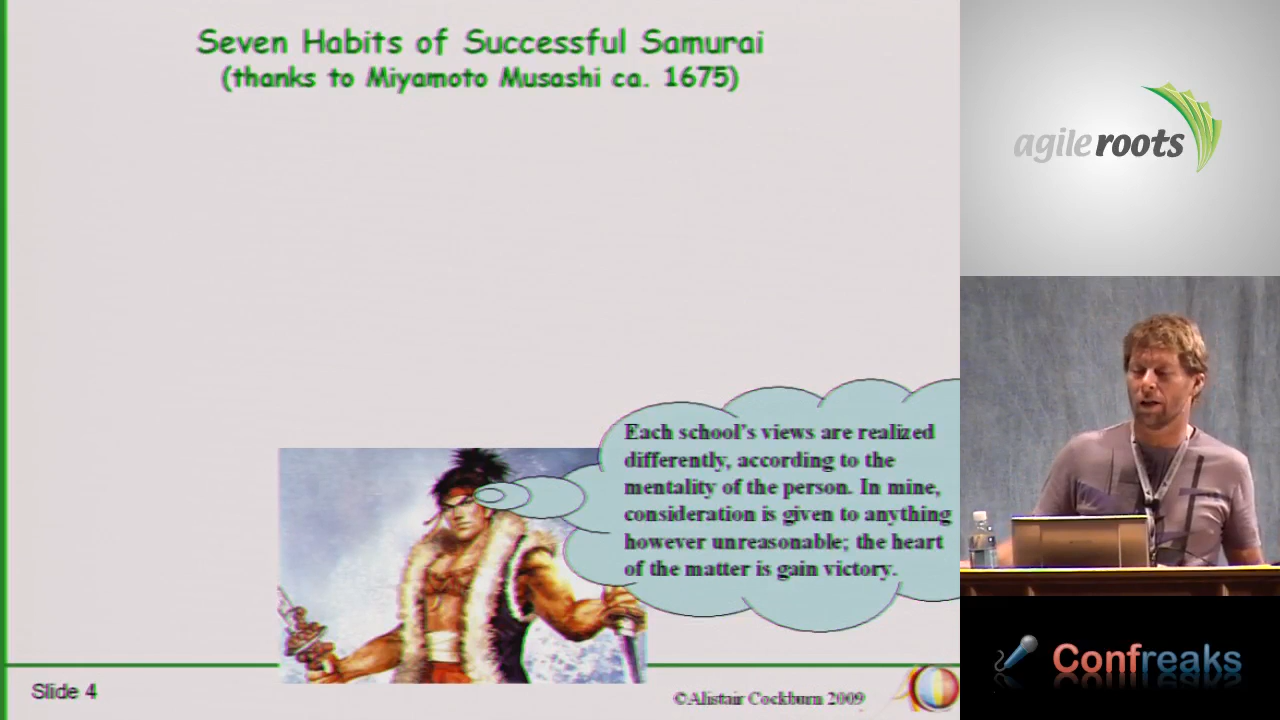 Seven Habits of Successful Samurai
(thanks to Miyamoto Musashi ca. 1675)
Each school's views are realized
differently, according to the
mentality of the person. In mine,
consideration is given to anything
however unreasonable; the heart
of the matter is gain victory.
Slide 4
©Alistair Cockburn 2009
agile roots
Confreaks